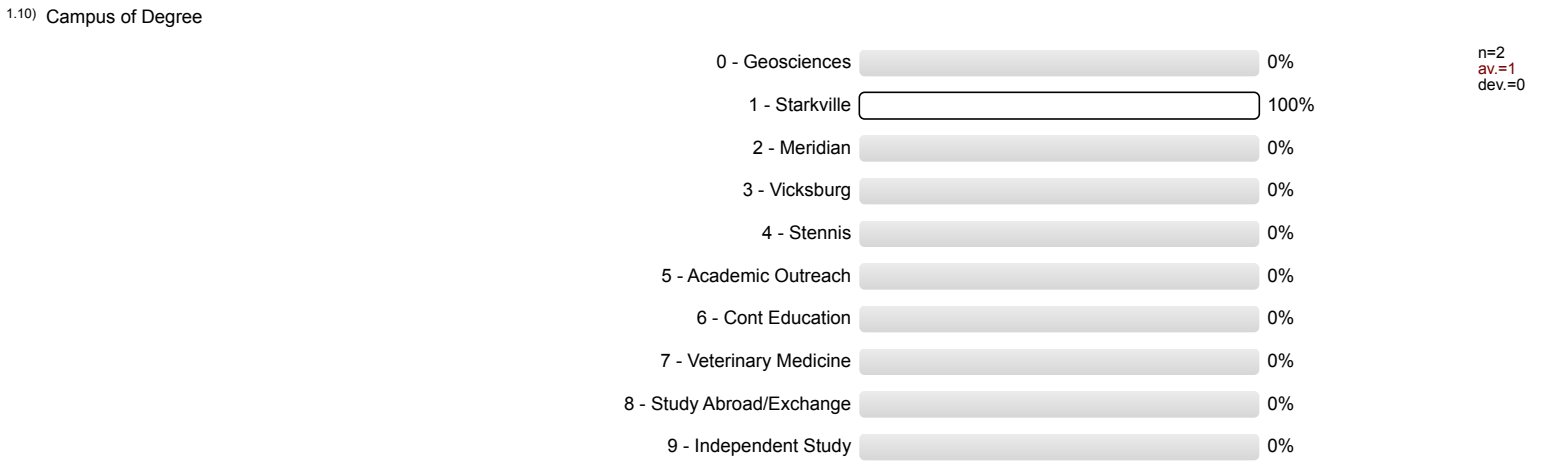 1.10) Campus of Degree
0 - Geosciences 0%
n=2
av.=1
dev.=0
1 - Starkville 100%
2 - Meridian 0%
3 - Vicksburg 0%
4 - Stennis 0%
5 - Academic Outreach 0%
6 - Cont Education 0%
7 - Veterinary Medicine 0%
8 - Study Abroad/Exchange 0%
9 - Independent Study 0%